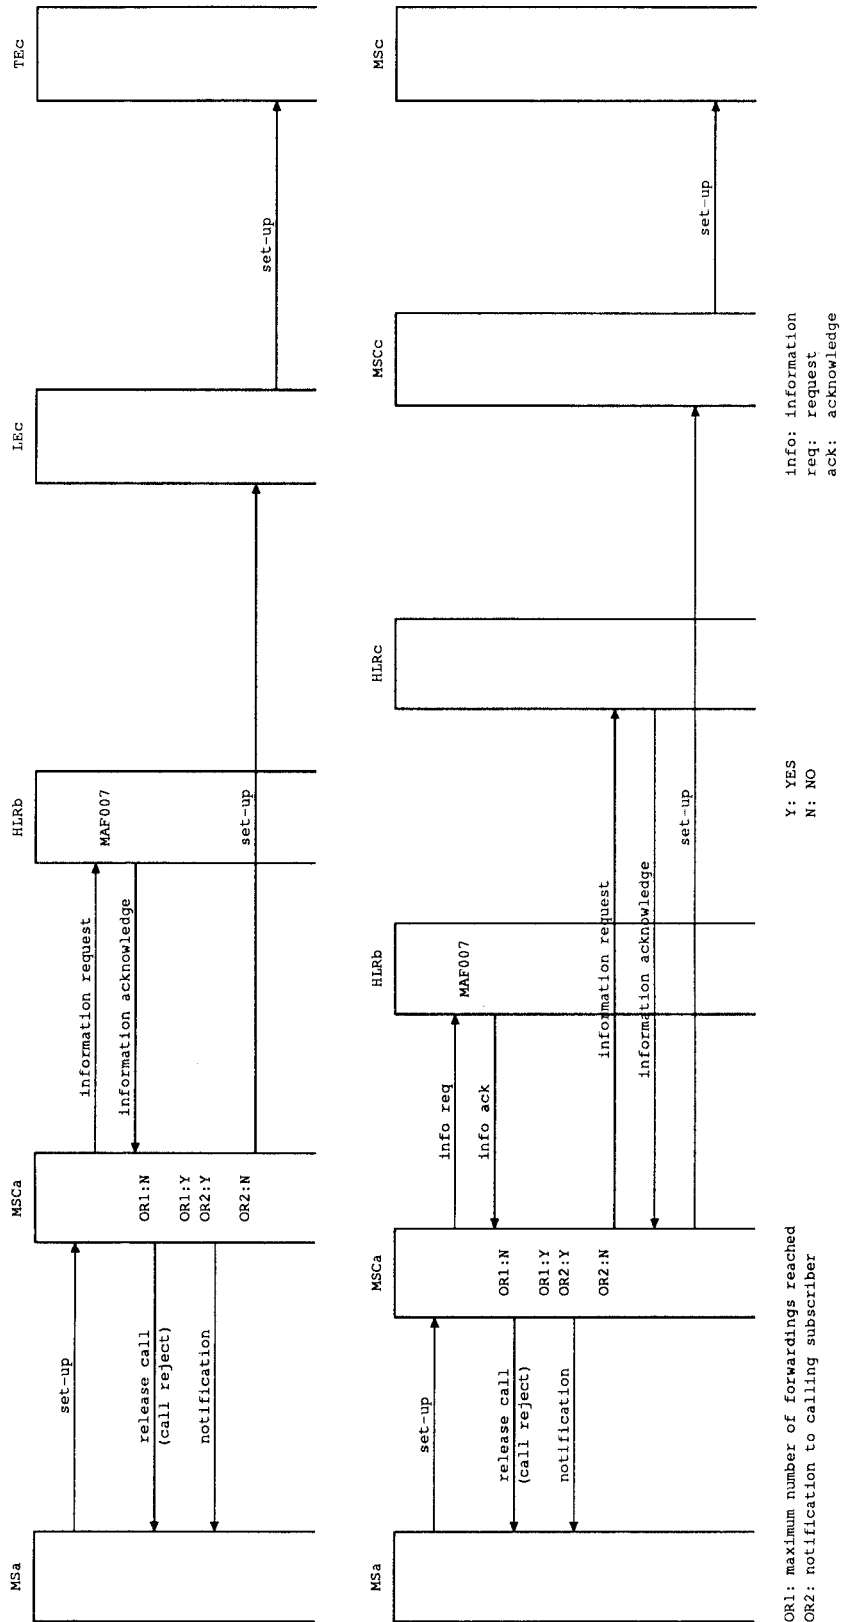 MSa
MSCa
HLRb
LEc
TEc
set-up
information request
MAF007
information acknowledge
OR1:N
release call
(call reject)
OR1:Y
OR2:Y
notification
OR2:N
set-up
set-up
MSa
MSCa
HLRb
HLRc
MSCc
MSc
set-up
info req
MAF007
info ack
OR1:N
release call
(call reject)
OR1:Y
OR2:Y
notification
OR2:N
information request
information acknowledge
set-up
set-up
OR1: maximum number of forwardings reached
OR2: notification to calling subscriber
Y: YES
N: NO
info: information
req: request
ack: acknowledge